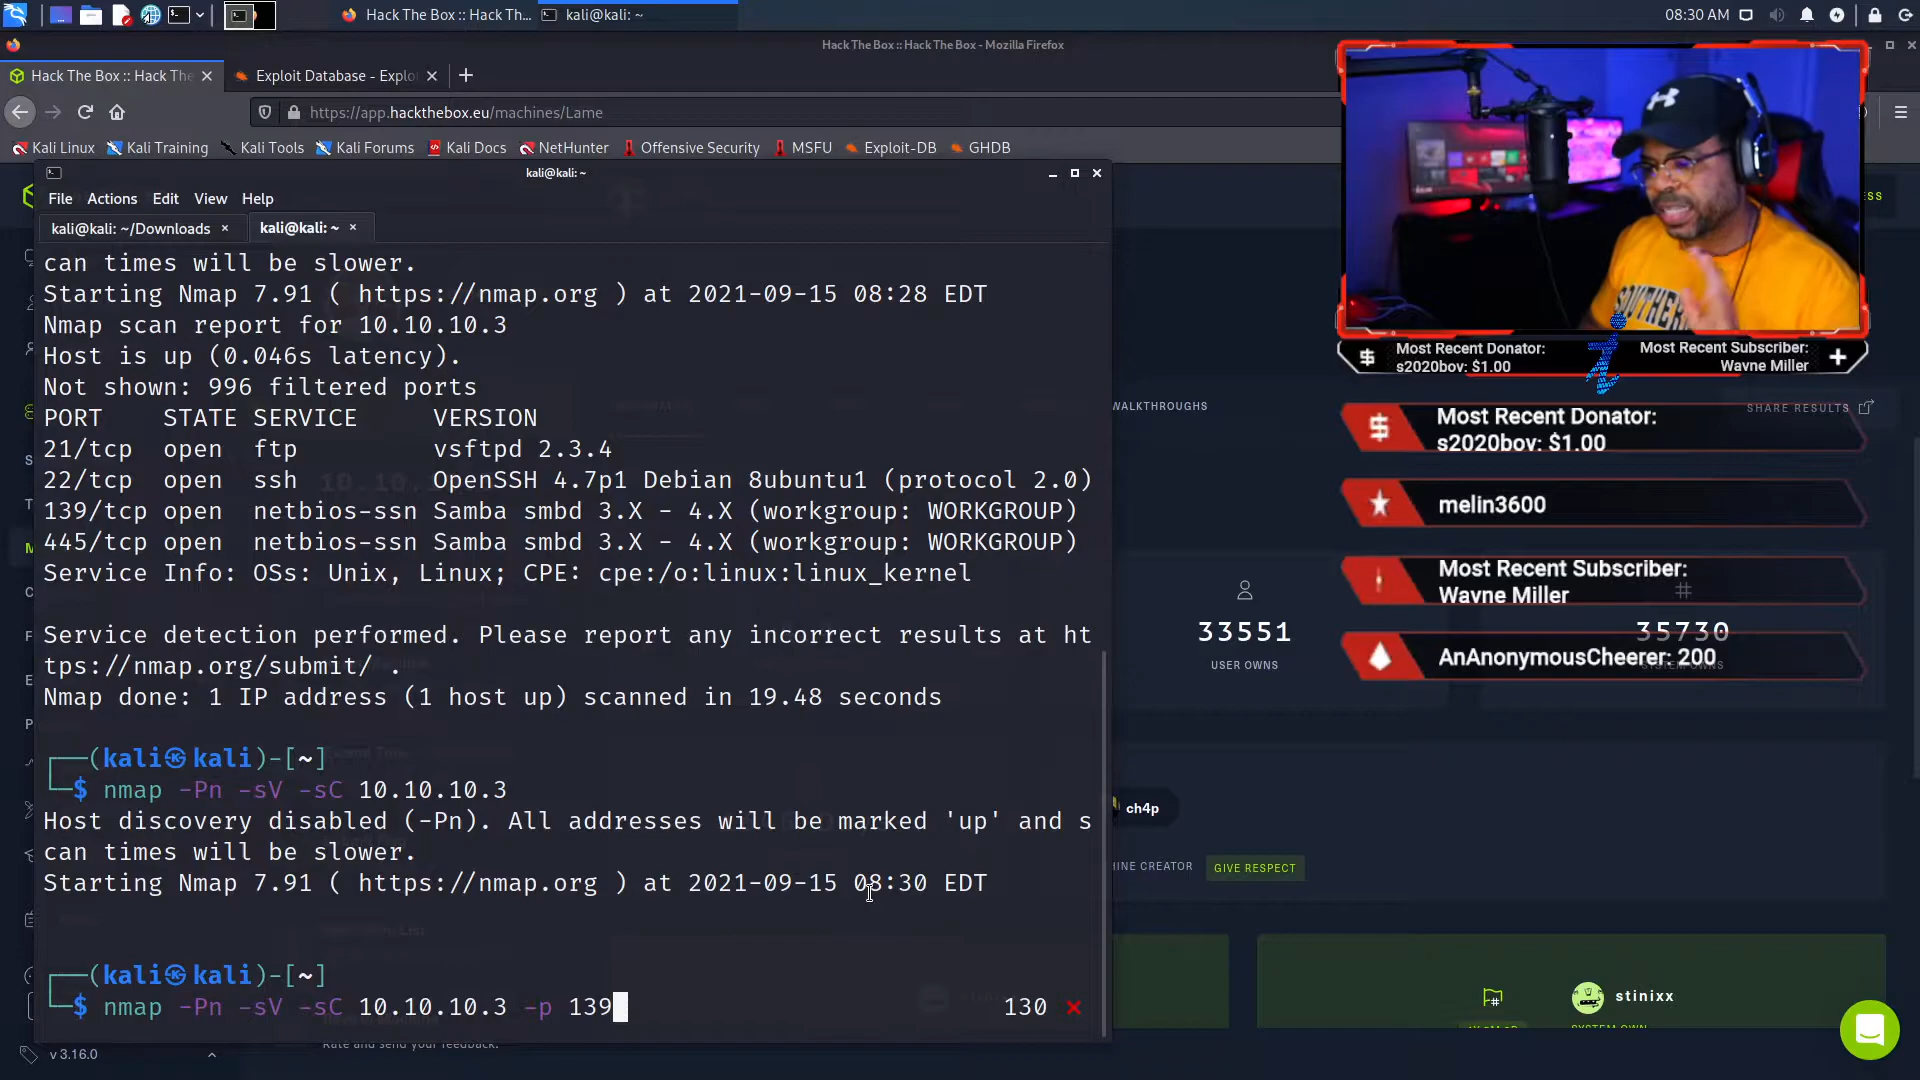 Hack The Box :: Hack Th...
kali@kali: ~
08:30 AM
Hack The Box :: Hack The Box - Mozilla Firefox
Hack The Box :: Hack The
Exploit Database - Explo
https://app.hackthebox.eu/machines/Lame
Kali Linux
Kali Training
Kali Tools
Kali Forums
Kali Docs
NetHunter
Offensive Security
MSFU
Exploit-DB
GHDB
kali@kali: ~
File Actions Edit View Help
kali@kali: ~/Downloads
kali@kali: ~
can times will be slower.
Starting Nmap 7.91 ( https://nmap.org ) at 2021-09-15 08:28 EDT
Nmap scan report for 10.10.10.3
Host is up (0.046s latency).
Not shown: 996 filtered ports
PORT STATE SERVICE VERSION
21/tcp open ftp vsftpd 2.3.4
22/tcp open ssh OpenSSH 4.7p1 Debian 8ubuntu1 (protocol 2.0)
139/tcp open netbios-ssn Samba smbd 3.X - 4.X (workgroup: WORKGROUP)
445/tcp open netbios-ssn Samba smbd 3.X - 4.X (workgroup: WORKGROUP)
Service Info: OSs: Unix, Linux; CPE: cpe:/o:linux:linux_kernel
Service detection performed. Please report any incorrect results at ht
tps://nmap.org/submit/ .
Nmap done: 1 IP address (1 host up) scanned in 19.48 seconds
┌──(kali㉿kali)-[~]
└─$ nmap -Pn -sV -sC 10.10.10.3
Host discovery disabled (-Pn). All addresses will be marked 'up' and s
can times will be slower.
Starting Nmap 7.91 ( https://nmap.org ) at 2021-09-15 08:30 EDT
┌──(kali㉿kali)-[~]
└─$ nmap -Pn -sV -sC 10.10.10.3 -p 139 130 ✗
Most Recent Donator:
s2020bov: $1.00
Most Recent Subscriber:
Wayne Miller
WALKTHROUGHS
SHARE RESULTS
Most Recent Donator:
s2020bov: $1.00
melin3600
Most Recent Subscriber:
Wayne Miller
AnAnonymousCheerer: 200
33551
USER OWNS
35730
ch4p
HINE CREATOR
GIVE RESPECT
stinixx
SYSTEM OWN
Rate and send your feedback.
v 3.16.0